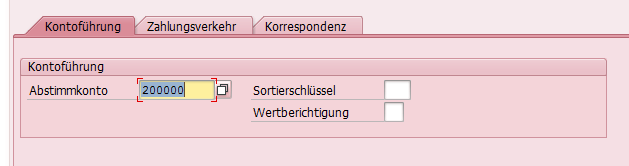 Kontoführung Zahlungsverkehr Korrespondenz
Kontoführung
Abstimmkonto 200000 Sortierschlüssel
Wertberichtigung